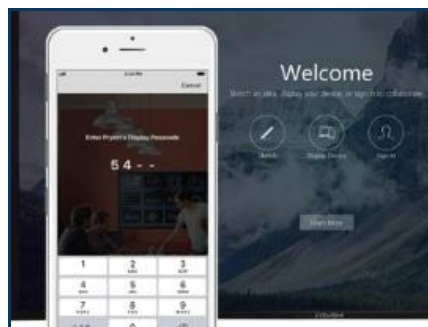 Cancel
Enter Prysm's Display Passcode
5 4 - -
1 2 3
4 5 6
7 8 9
0
Welcome
Sketch an idea, display your device, or sign in to collaborate
Sketch
Display Device
Sign In
Learn More